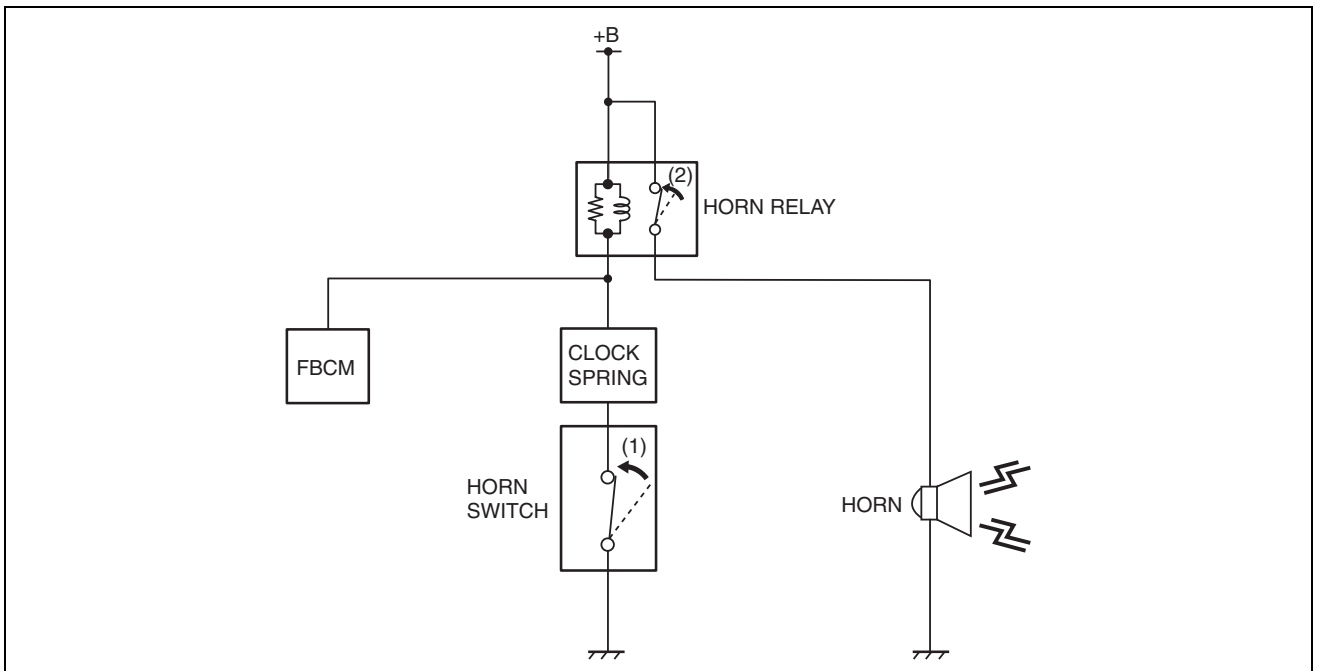 +B
(2)
HORN RELAY
FBCM
CLOCK
SPRING
(1)
HORN
SWITCH
HORN